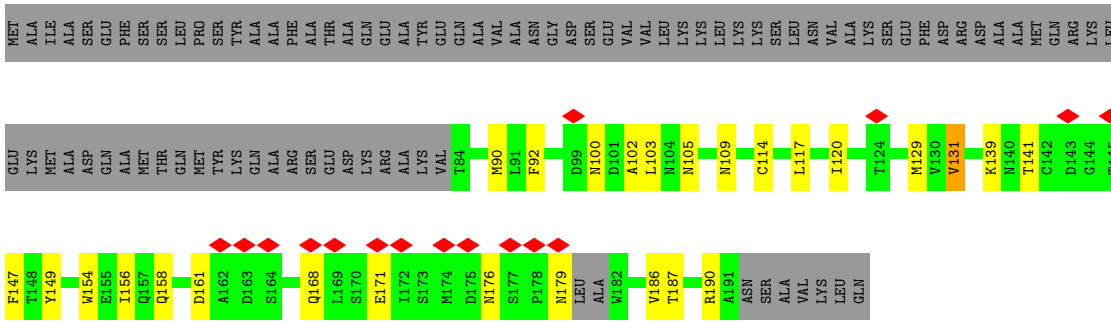 MET ALA ILE ALA SER GLU PHE SER SER LEU PRO SER TYR ALA ALA PHE ALA THR ALA GLN GLU ALA TYR GLU GLN ALA VAL ALA ASN GLY ASP SER GLU VAL VAL LEU LYS LYS LEU LYS LYS SER LEU ASN VAL ALA LYS SER GLU PHE ASP ARG ASP ALA ALA MET GLN ARG LYS LEU
GLU LYS MET ALA ASP GLN ALA MET THR GLN MET TYR LYS GLN ALA ARG SER GLU ASP LYS ARG ALA LYS VAL T84 M90 L91 F92 D99 N100 D101 A102 L103 N104 N105 N109 C114 L117 I120 T124 M129 V130 V131 K139 N140 T141 C142 D143 G144 T145
F147 T148 Y149 W154 E155 I156 Q157 Q158 D161 A162 D163 S164 Q168 L169 S170 E171 I172 S173 M174 D175 N176 S177 P178 N179 LEU ALA W182 V186 T187 R190 A191 ASN SER ALA VAL LYS LEU GLN